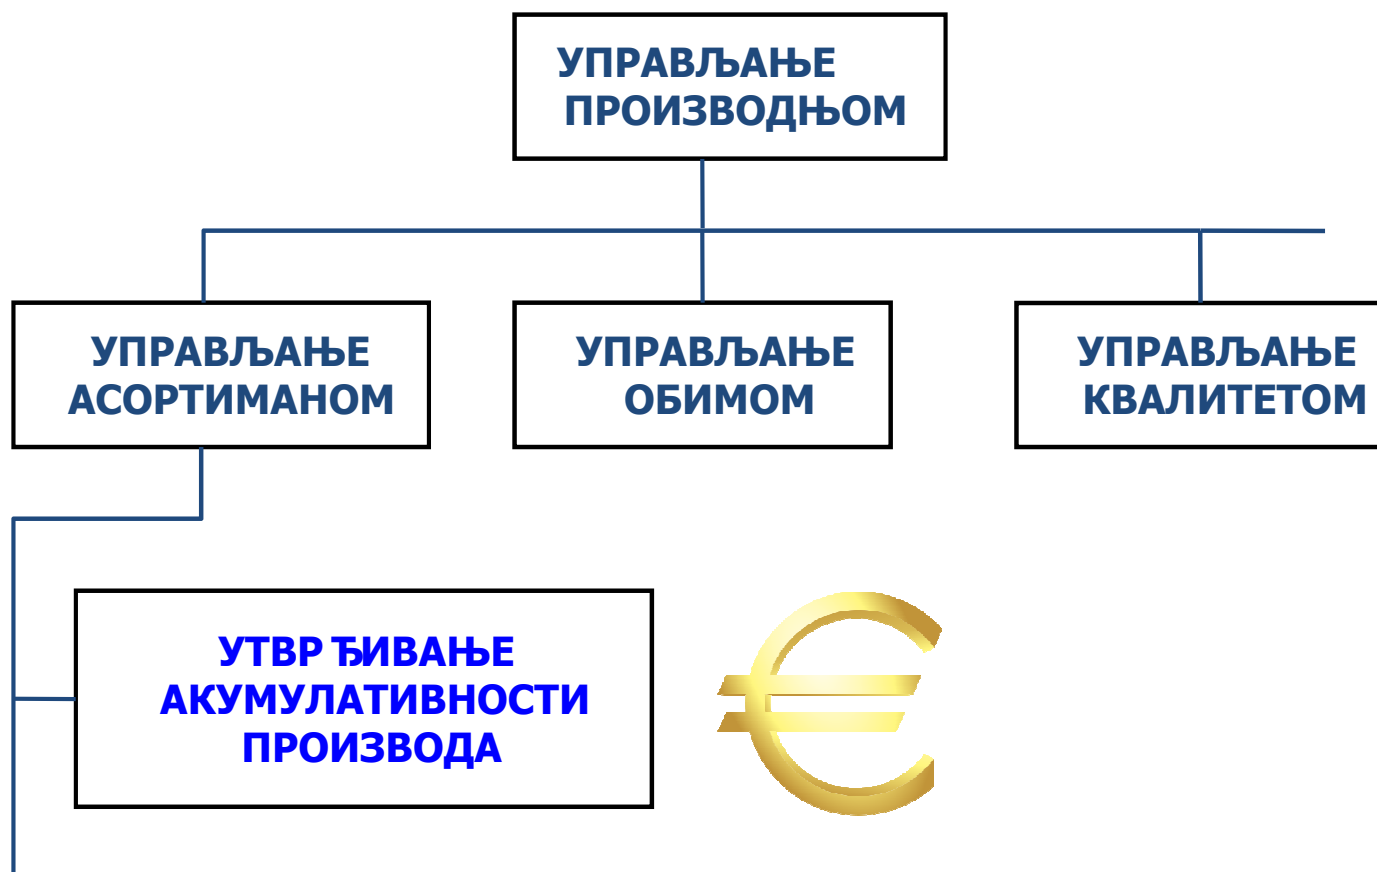 УПРАВЉАЊЕ
ПРОИЗВОДЊОМ
УПРАВЉАЊЕ
АСОРТИМАНОМ
УПРАВЉАЊЕ
ОБИМОМ
УПРАВЉАЊЕ
КВАЛИТЕТОМ
УТВР ЂИВАЊЕ
АКУМУЛАТИВНОСТИ
ПРОИЗВОДА
€